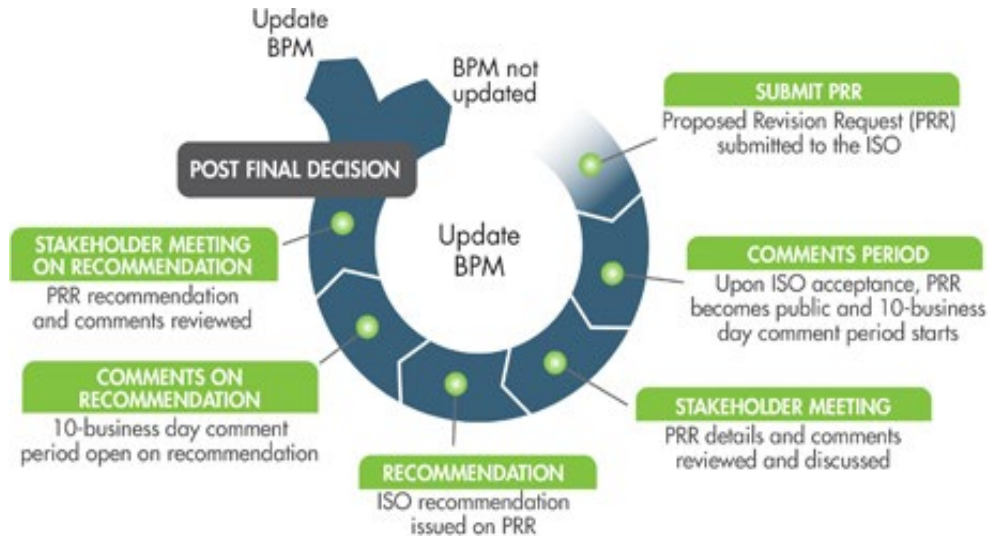 Update
BPM
BPM not
updated
SUBMIT PRR
Proposed Revision Request (PRR)
submitted to the ISO
POST FINAL DECISION
Update
BPM
COMMENTS PERIOD
Upon ISO acceptance, PRR
becomes public and 10-business
day comment period starts
STAKEHOLDER MEETING
PRR details and comments
reviewed and discussed
RECOMMENDATION
ISO recommendation
issued on PRR
COMMENTS ON
RECOMMENDATION
10-business day comment
period open on recommendation
STAKEHOLDER MEETING
ON RECOMMENDATION
PRR recommendation
and comments reviewed